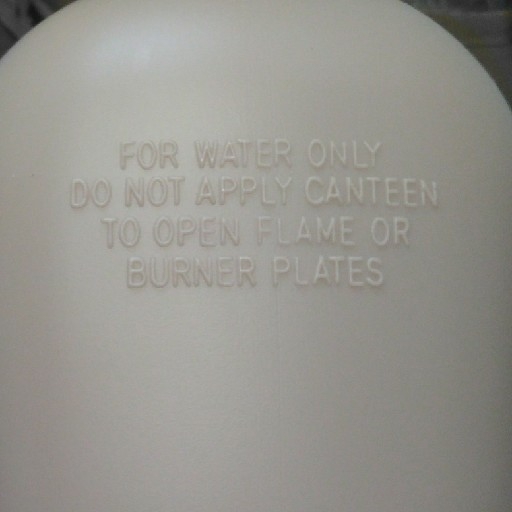 FOR WATER ONLY
DO NOT APPLY CANTEEN
TO OPEN FLAME OR
BURNER PLATES